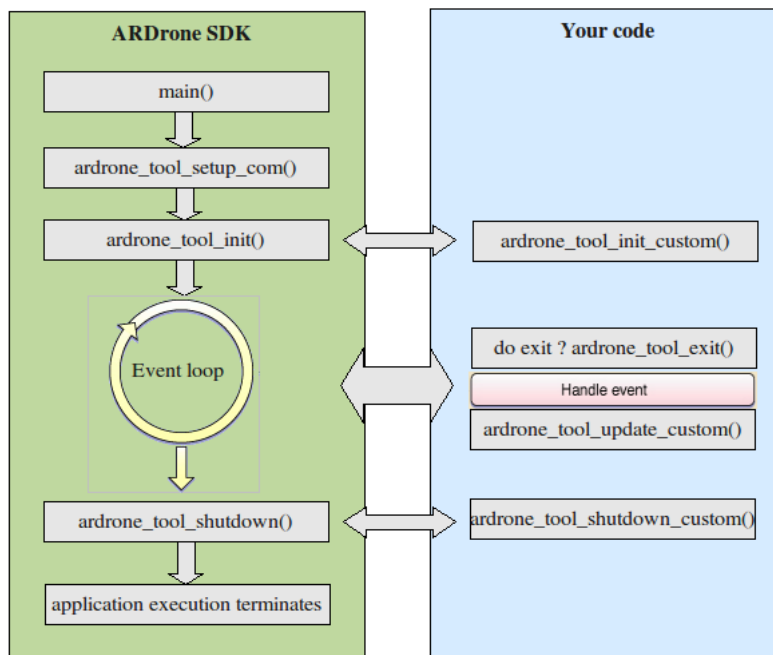 ARDrone SDK
main()
ardrone_tool_setup_com()
ardrone_tool_init()
Event loop
ardrone_tool_shutdown()
application execution terminates
Your code
ardrone_tool_init_custom()
do exit ? ardrone_tool_exit()
Handle event
ardrone_tool_update_custom()
ardrone_tool_shutdown_custom()